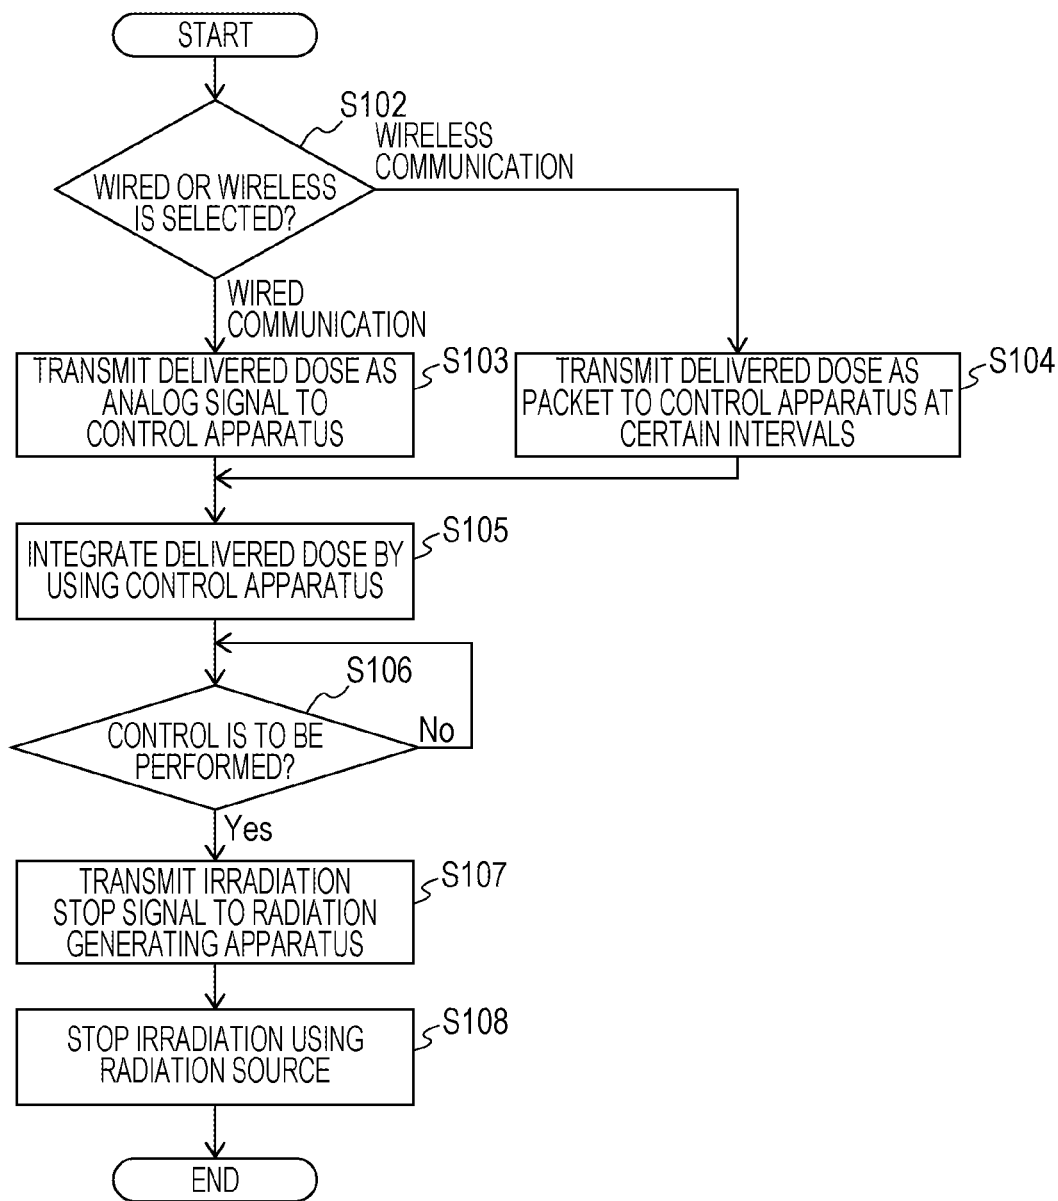 START
S102
WIRELESS
COMMUNICATION
WIRED OR WIRELESS
IS SELECTED?
WIRED
COMMUNICATION
S103
TRANSMIT DELIVERED DOSE AS
ANALOG SIGNAL TO
CONTROL APPARATUS
S104
TRANSMIT DELIVERED DOSE AS
PACKET TO CONTROL APPARATUS AT
CERTAIN INTERVALS
S105
INTEGRATE DELIVERED DOSE BY
USING CONTROL APPARATUS
S106
CONTROL IS TO BE
PERFORMED?
No
Yes
S107
TRANSMIT IRRADIATION
STOP SIGNAL TO RADIATION
GENERATING APPARATUS
S108
STOP IRRADIATION USING
RADIATION SOURCE
END